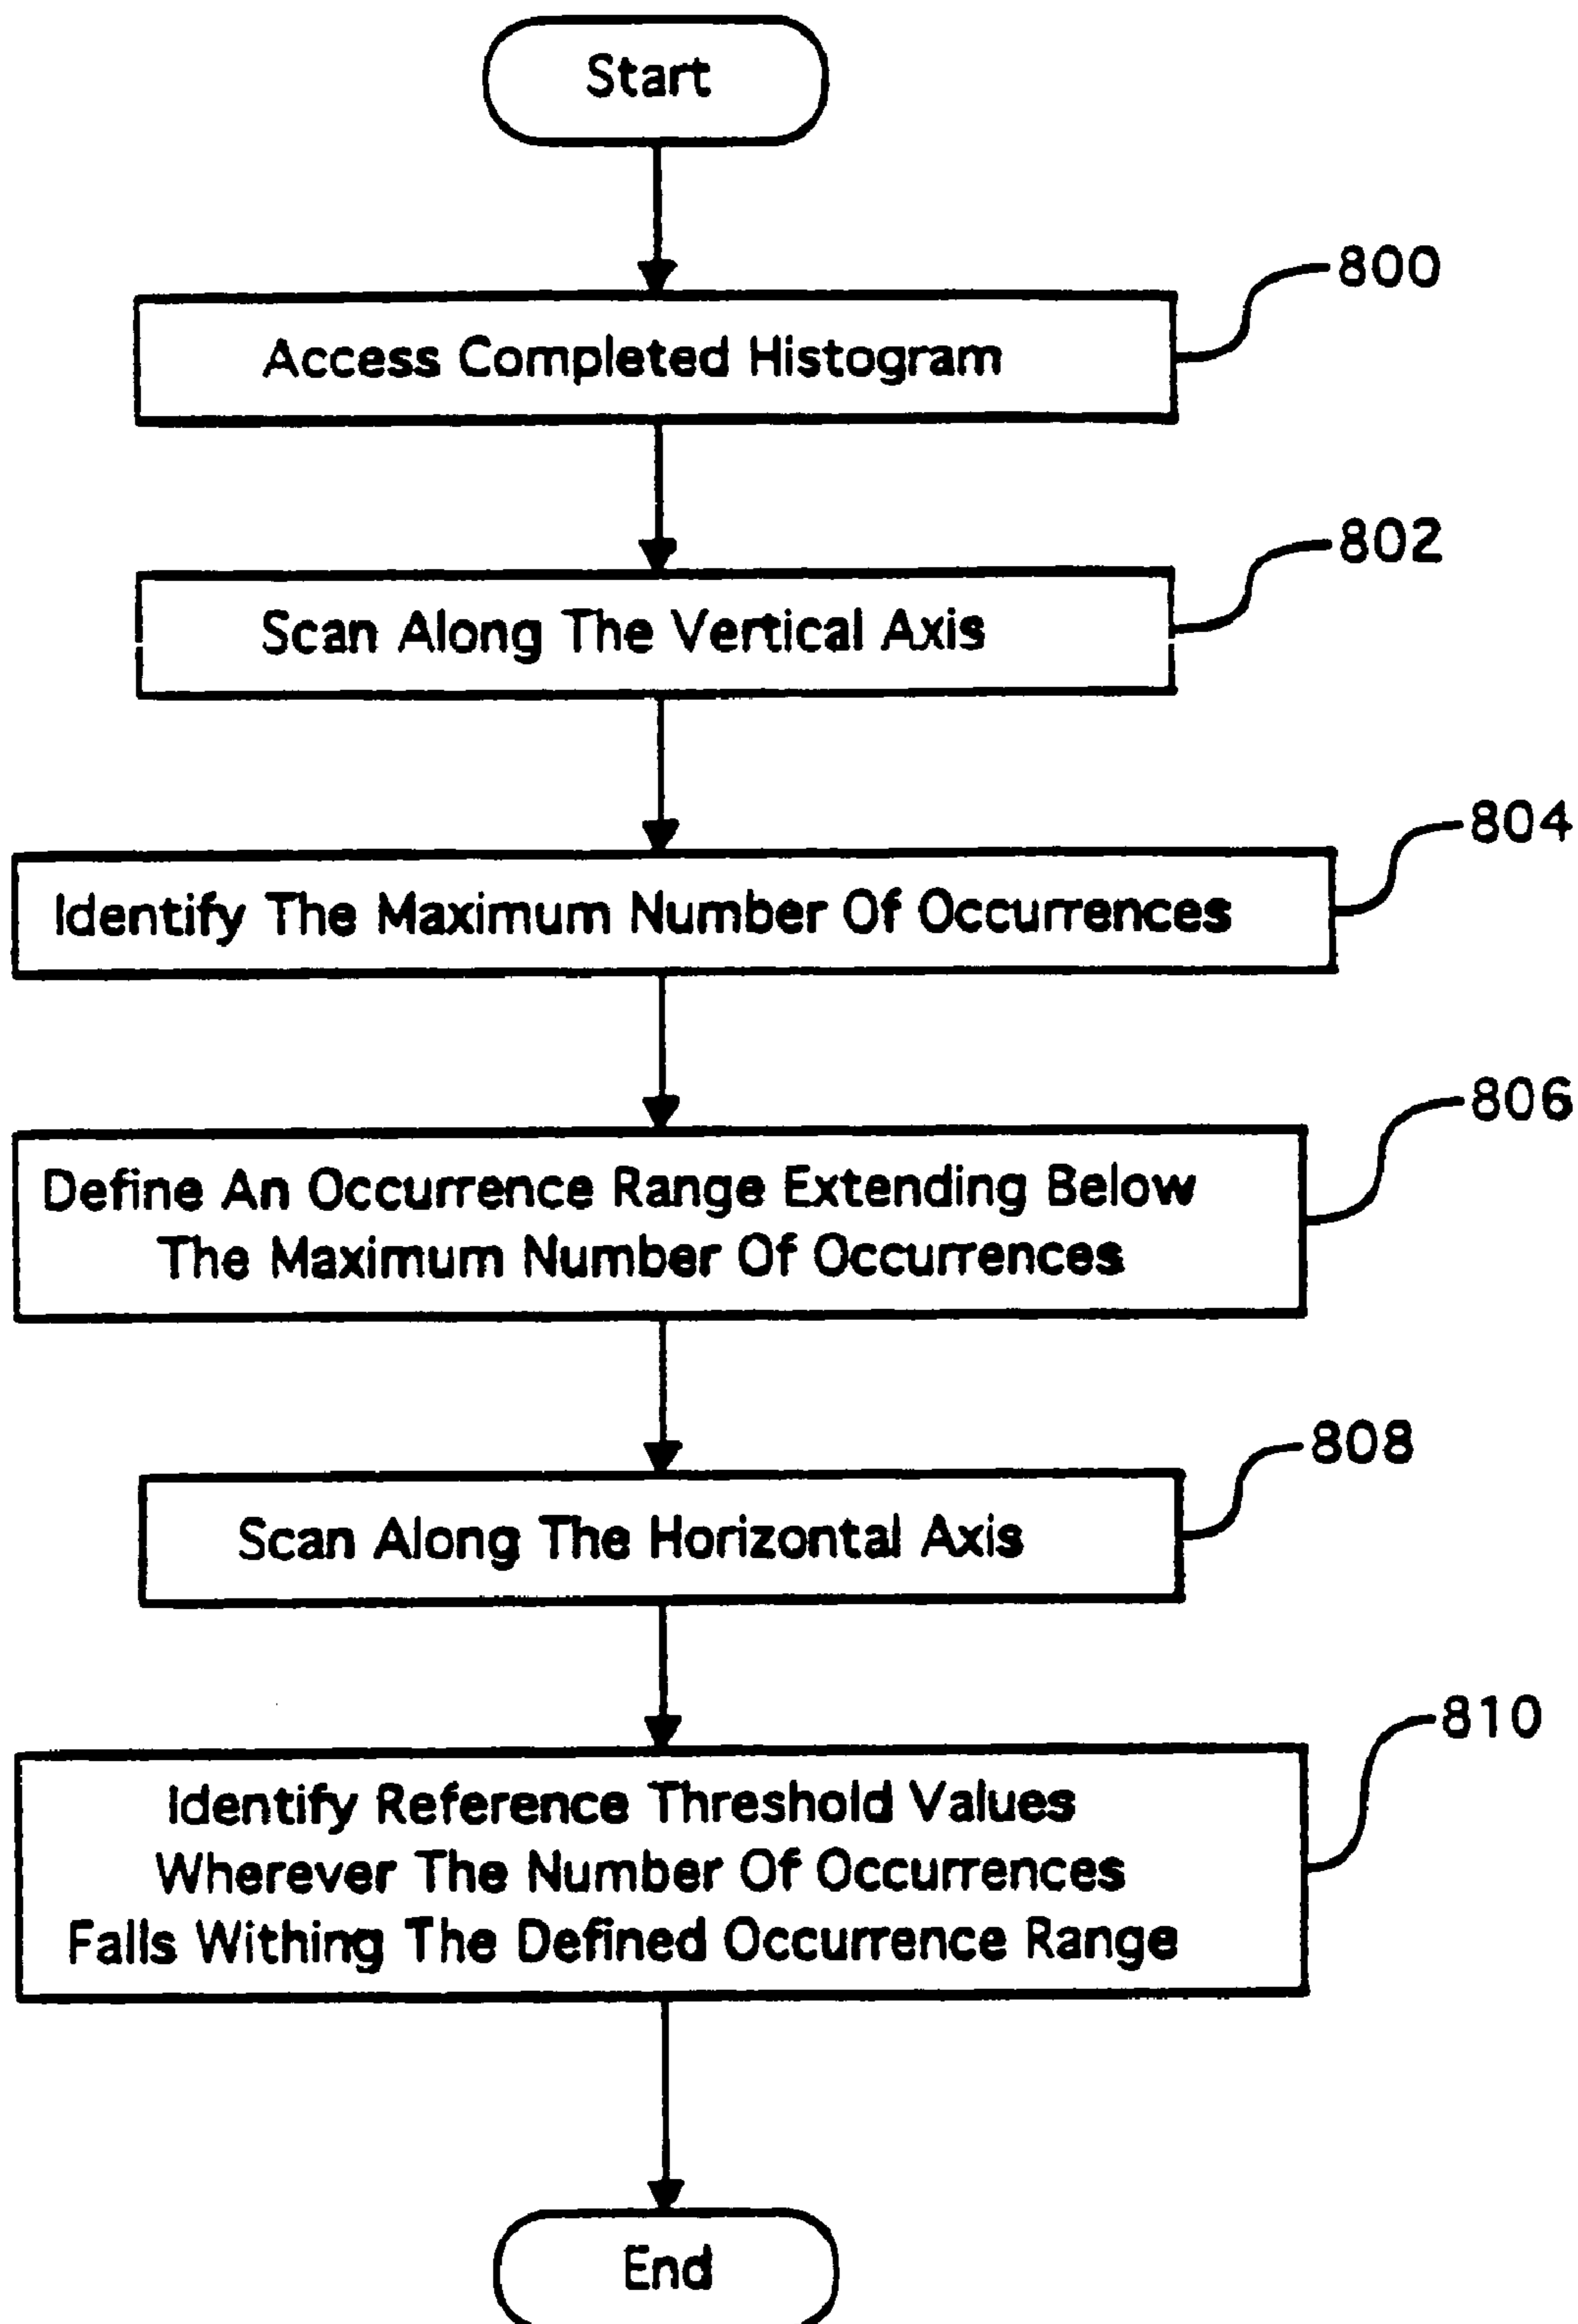 Start
800
Access Completed Histogram
802
Scan Along The Vertical Axis
804
Identify The Maximum Number Of Occurrences
806
Define An Occurrence Range Extending Below
The Maximum Number Of Occurrences
808
Scan Along The Horizontal Axis
810
Identify Reference Threshold Values
Wherever The Number Of Occurrences
Falls Withing The Defined Occurrence Range
End